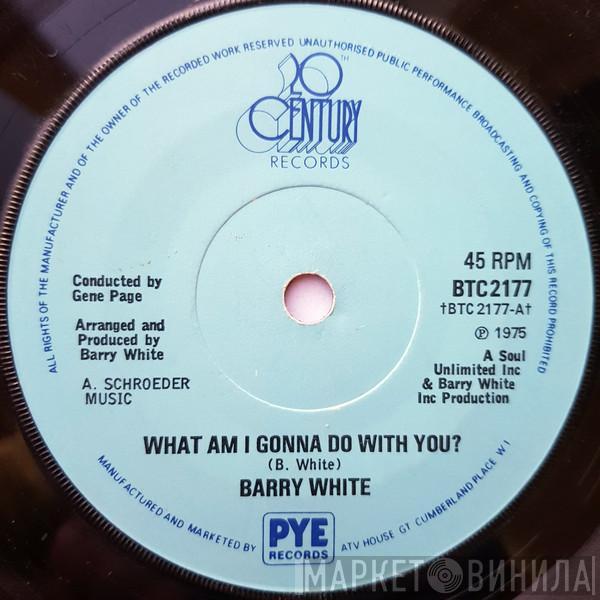 ALL RIGHTS OF THE MANUFACTURER AND OF THE OWNER OF THE RECORDED WORK RESERVED UNAUTHORISED PUBLIC PERFORMANCE BROADCASTING AND COPYING OF THIS RECORD PROHIBITED
20TH
CENTURY
RECORDS
Conducted by
Gene Page
Arranged and
Produced by
Barry White
A. SCHROEDER
MUSIC
45 RPM
BTC2177
†BTC 2177-A†
℗ 1975
A Soul
Unlimited Inc
& Barry White
Inc Production
WHAT AM I GONNA DO WITH YOU?
(B. White)
BARRY WHITE
MANUFACTURED AND MARKETED BY
PYE
RECORDS
ATV HOUSE GT CUMBERLAND PLACE W1
МАРКЕТ ВИНИЛА